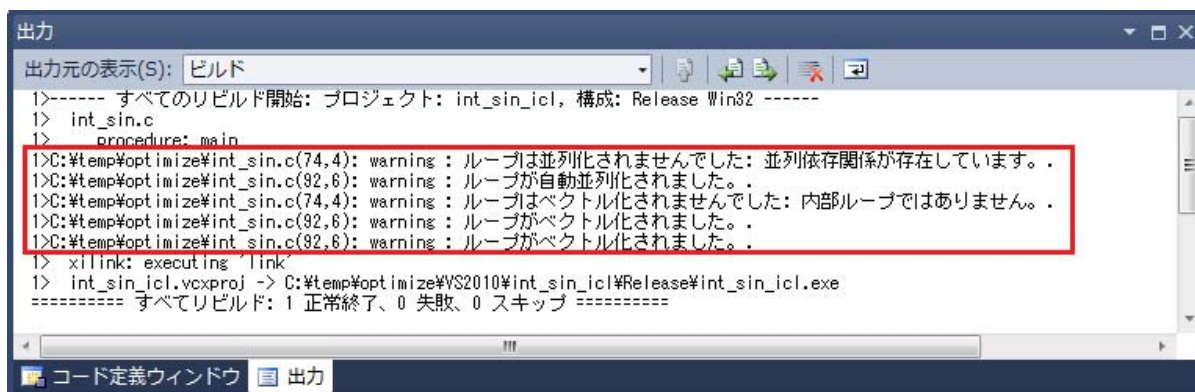 出力
出力元の表示(S): ビルド
1>------ すべてのリビルド開始: プロジェクト: int_sin_icl, 構成: Release Win32 ------
1>  int_sin.c
1>     procedure: main
1>C:¥temp¥optimize¥int_sin.c(74,4): warning : ループは並列化されませんでした: 並列依存関係が存在しています。.
1>C:¥temp¥optimize¥int_sin.c(92,6): warning : ループが自動並列化されました。.
1>C:¥temp¥optimize¥int_sin.c(74,4): warning : ループはベクトル化されませんでした: 内部ループではありません。.
1>C:¥temp¥optimize¥int_sin.c(92,6): warning : ループがベクトル化されました。.
1>C:¥temp¥optimize¥int_sin.c(92,6): warning : ループがベクトル化されました。.
1>  xilink: executing 'link'
1>  int_sin_icl.vcxproj -> C:¥temp¥optimize¥VS2010¥int_sin_icl¥Release¥int_sin_icl.exe
========== すべてリビルド: 1 正常終了、0 失敗、0 スキップ ==========
コード定義ウィンドウ 出力